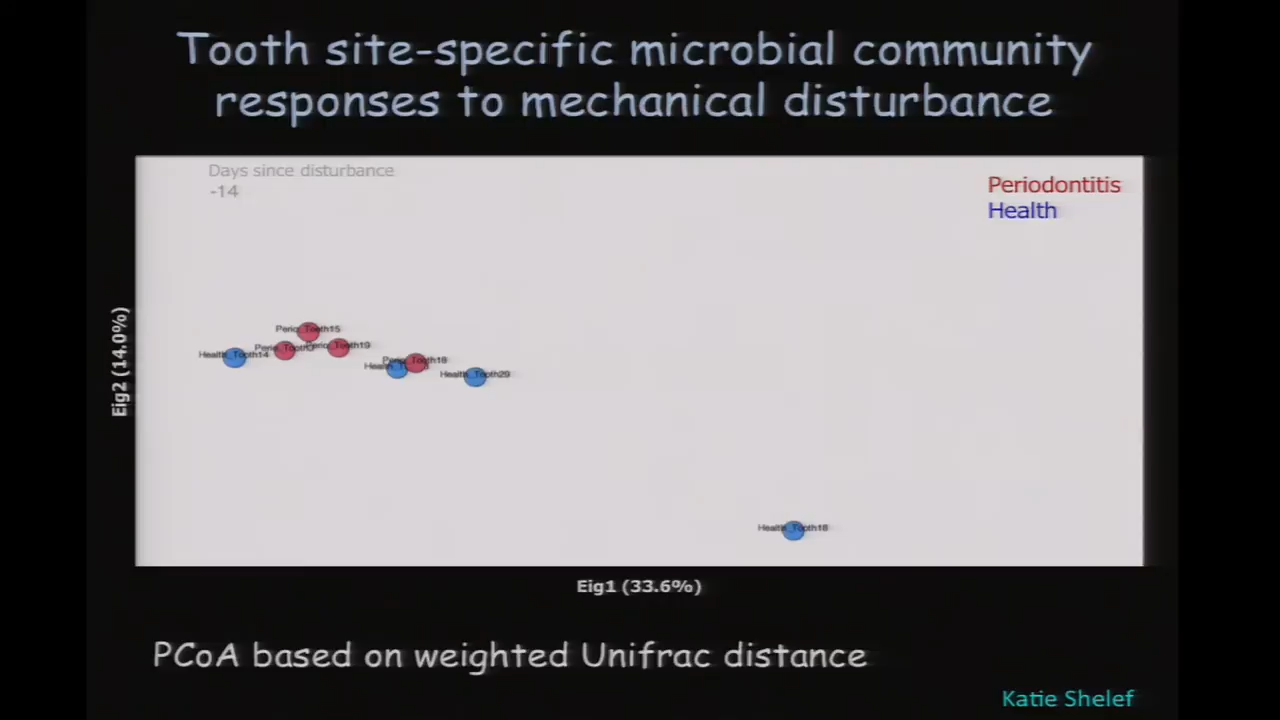 Tooth site-specific microbial community
responses to mechanical disturbance
Days since disturbance
-14
Periodontitis
Health
Eig2 (14.0%)
Perio_Tooth15
Health_Tooth14
Perio_Tooth19
Perio_Tooth18
Health_Tooth29
Health_Tooth18
Eig1 (33.6%)
PCoA based on weighted Unifrac distance
Katie Shelef